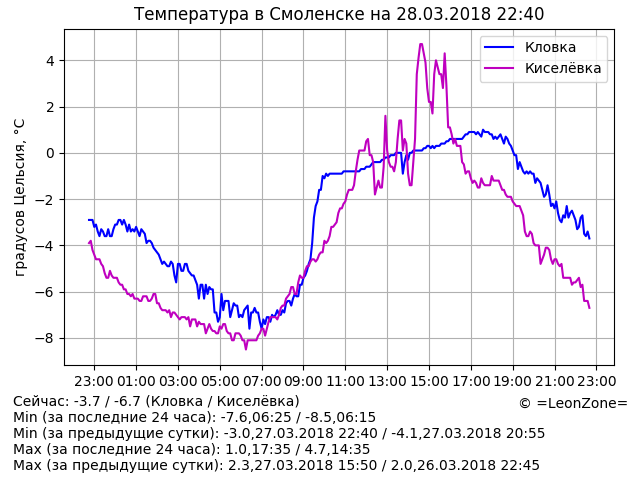 Температура в Смоленске на 28.03.2018 22:40
Кловка
Киселёвка
градусов Цельсия, °C
4
2
0
−2
−4
−6
−8
23:00 01:00 03:00 05:00 07:00 09:00 11:00 13:00 15:00 17:00 19:00 21:00 23:00
Сейчас: -3.7 / -6.7 (Кловка / Киселёвка)
© =LeonZone=
Min (за последние 24 часа): -7.6,06:25 / -8.5,06:15
Min (за предыдущие сутки): -3.0,27.03.2018 22:40 / -4.1,27.03.2018 20:55
Max (за последние 24 часа): 1.0,17:35 / 4.7,14:35
Max (за предыдущие сутки): 2.3,27.03.2018 15:50 / 2.0,26.03.2018 22:45